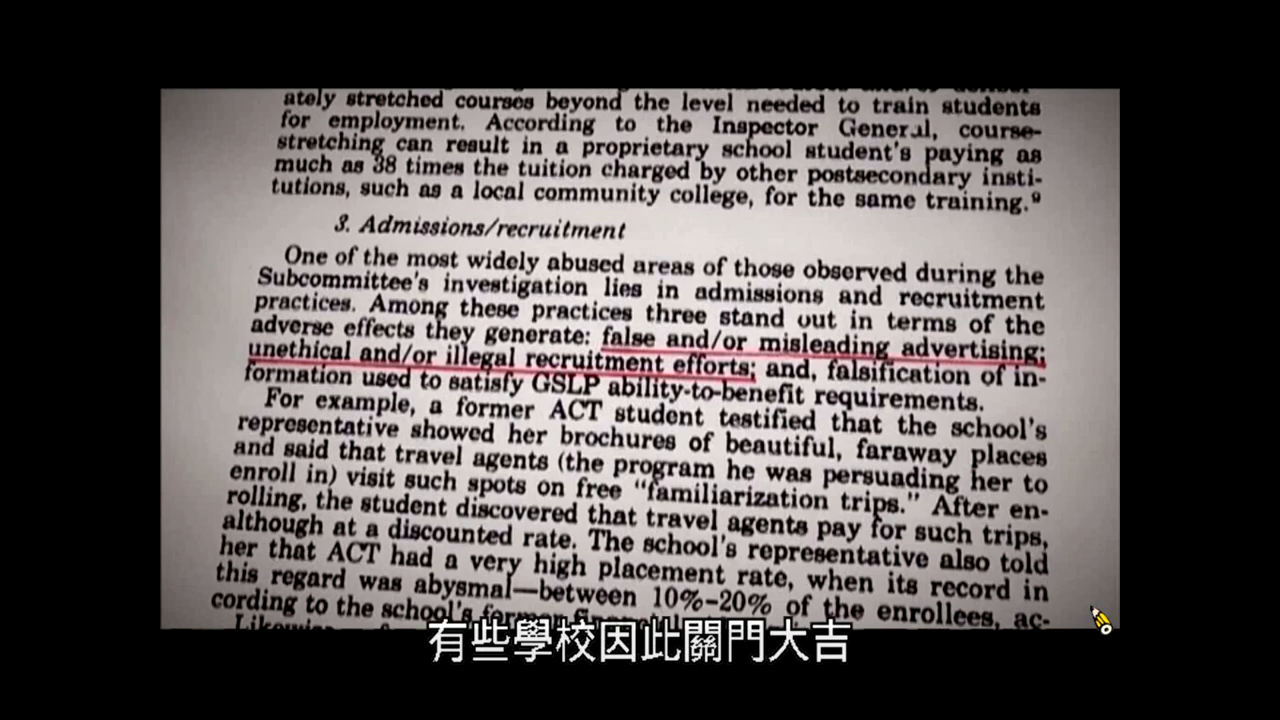 ately stretched courses beyond the level needed to train students
for employment. According to the Inspector General, course-
stretching can result in a proprietary school student's paying as
much as 38 times the tuition charged by other postsecondary insti-
tutions, such as a local community college, for the same training.⁹
3. Admissions/recruitment
One of the most widely abused areas of those observed during the
Subcommittee's investigation lies in admissions and recruitment
practices. Among these practices three stand out in terms of the
adverse effects they generate: false and/or misleading advertising;
unethical and/or illegal recruitment efforts; and, falsification of in-
formation used to satisfy GSLP ability-to-benefit requirements.
For example, a former ACT student testified that the school's
representative showed her brochures of beautiful, faraway places
and said that travel agents (the program he was persuading her to
enroll in) visit such spots on free "familiarization trips." After en-
rolling, the student discovered that travel agents pay for such trips,
although at a discounted rate. The school's representative also told
her that ACT had a very high placement rate, when its record in
this regard was abysmal—between 10%–20% of the enrollees, ac-
cording to the school's former
有些學校因此關門大吉